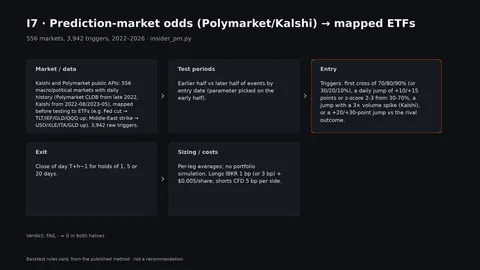 I7 · Prediction-market odds (Polymarket/Kalshi) → mapped ETFs
556 markets, 3,942 triggers, 2022–2026 · insider_pm.py
Market / data
Kalshi and Polymarket public APIs: 556
macro/political markets with daily
history (Polymarket CLOB from late 2022,
Kalshi from 2022-08/2023-05), mapped
before testing to ETFs (e.g. Fed cut →
TLT/IEF/GLD/QQQ up; Middle-East strike →
USO/XLE/ITA/GLD up); 3,942 raw triggers.
›
Test periods
Earlier half vs later half of events by
entry date (parameter picked on the
early half).
›
Entry
Triggers: first cross of 70/80/90% (or
30/20/10%), a daily jump of +10/+15
points or z-score 2-3 from 30-70%, a
jump with a 3× volume spike (Kalshi),
or a +20/+30-point jump vs the rival
outcome.
Exit
Close of day T+h−1 for holds of 1, 5 or
20 days.
›
Sizing / costs
Per-leg averages; no portfolio
simulation. Longs IBKR 1 bp (or 3 bp) +
$0.005/share; shorts CFD 5 bp per side.
Verdict: FAIL · ≈ 0 in both halves
Backtest rules card, from the published method · not a recommendation